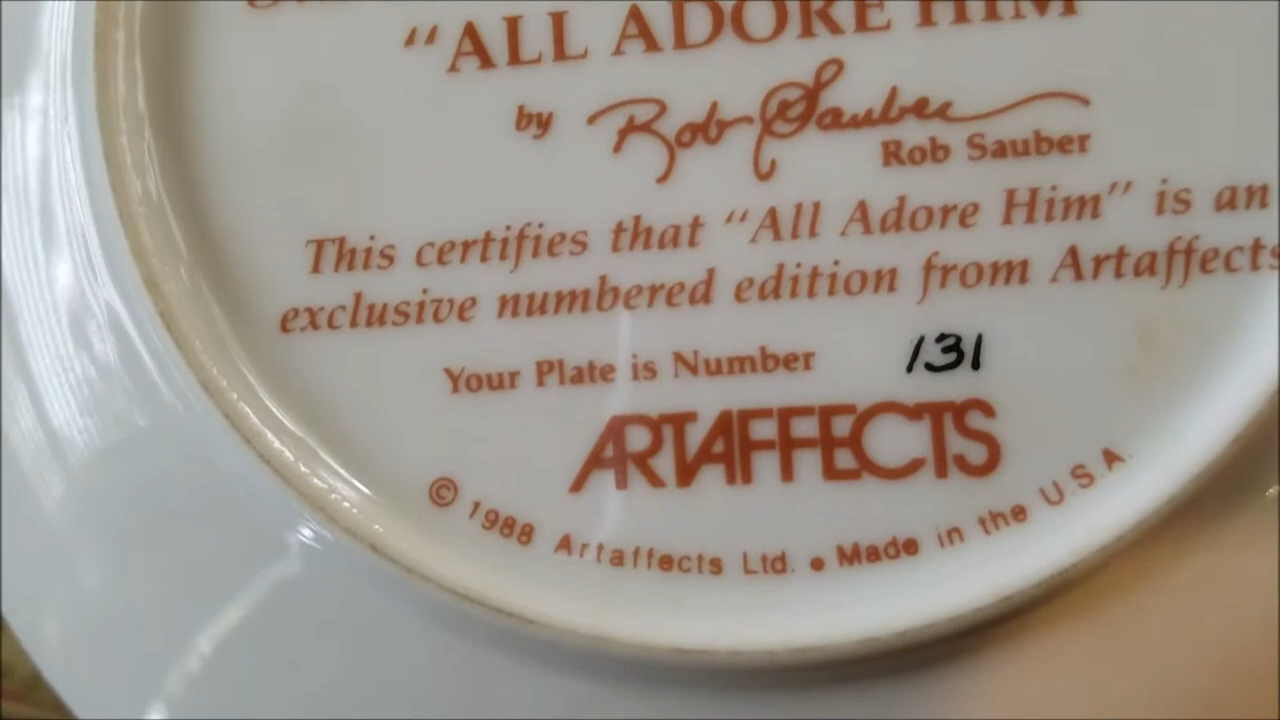 “ALL ADORE HIM”
by Rob Sauber
Rob Sauber
This certifies that “All Adore Him” is an
exclusive numbered edition from Artaffects
Your Plate is Number 131
ARTAFFECTS
© 1988 Artaffects Ltd. • Made in the U.S.A.